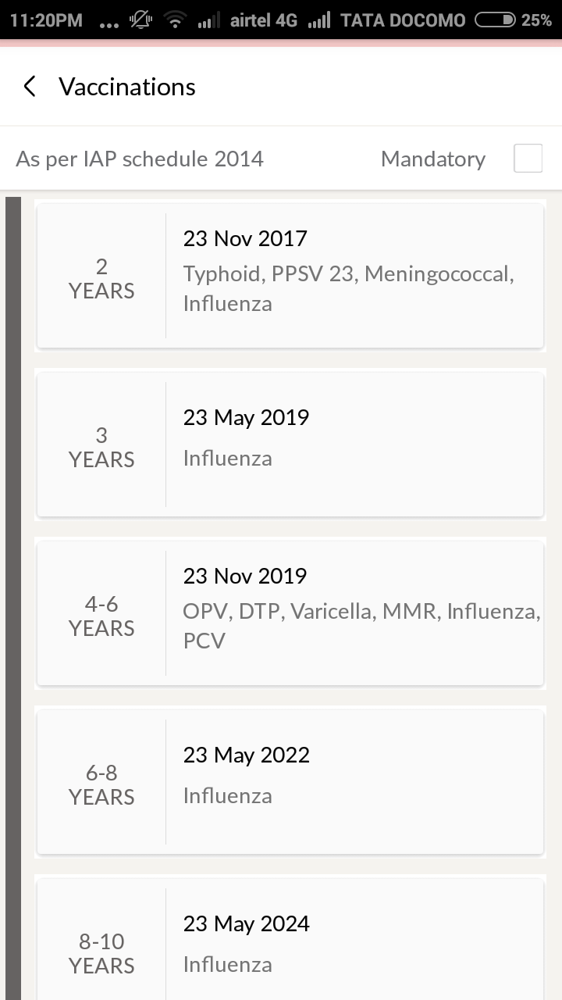 11:20PM ... airtel 4G TATA DOCOMO 25%
Vaccinations
As per IAP schedule 2014 Mandatory
2
YEARS
23 Nov 2017
Typhoid, PPSV 23, Meningococcal,
Influenza
3
YEARS
23 May 2019
Influenza
4-6
YEARS
23 Nov 2019
OPV, DTP, Varicella, MMR, Influenza,
PCV
6-8
YEARS
23 May 2022
Influenza
8-10
YEARS
23 May 2024
Influenza